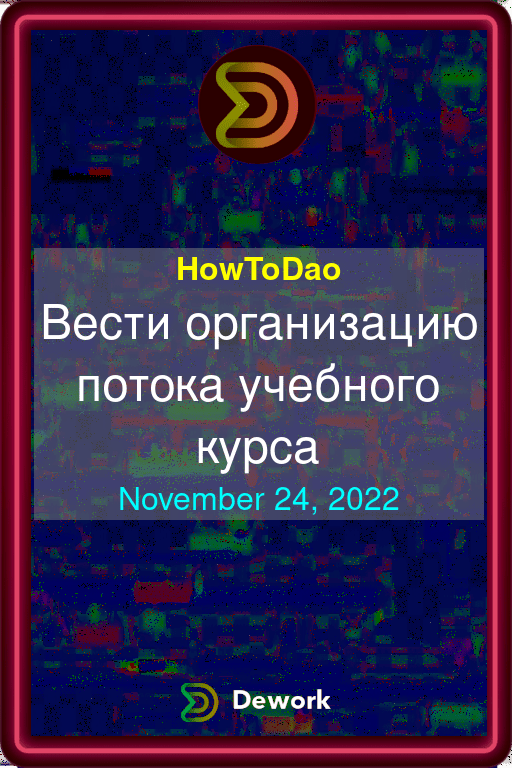 HowToDao
Вести организацию
потока учебного
курса
November 24, 2022
Dework